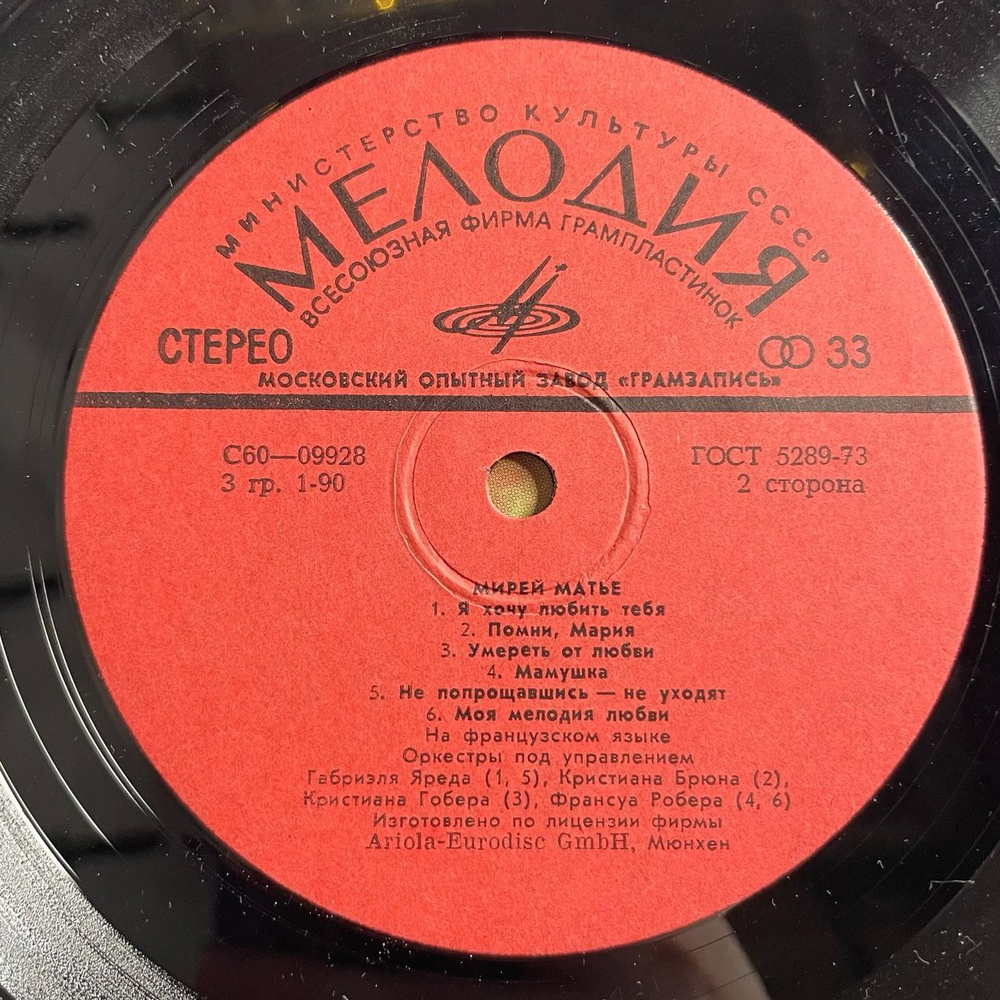 МИНИСТЕРСТВО КУЛЬТУРЫ СССР
МЕЛОДИЯ
ВСЕСОЮЗНАЯ ФИРМА ГРАМПЛАСТИНОК
СТЕРЕО
33
МОСКОВСКИЙ ОПЫТНЫЙ ЗАВОД «ГРАМЗАПИСЬ»
С60—09928
ГОСТ 5289-73
3 гр. 1-90
2 сторона
МИРЕЙ МАТЬЕ
1. Я хочу любить тебя
2. Помни, Мария
3. Умереть от любви
4. Мамушка
5. Не попрощавшись — не уходят
6. Моя мелодия любви
На французском языке
Оркестры под управлением
Габриэля Яреда (1, 5), Кристиана Брюна (2),
Кристиана Гобера (3), Франсуа Робера (4, 6)
Изготовлено по лицензии фирмы
Ariola-Eurodisc GmbH, Мюнхен